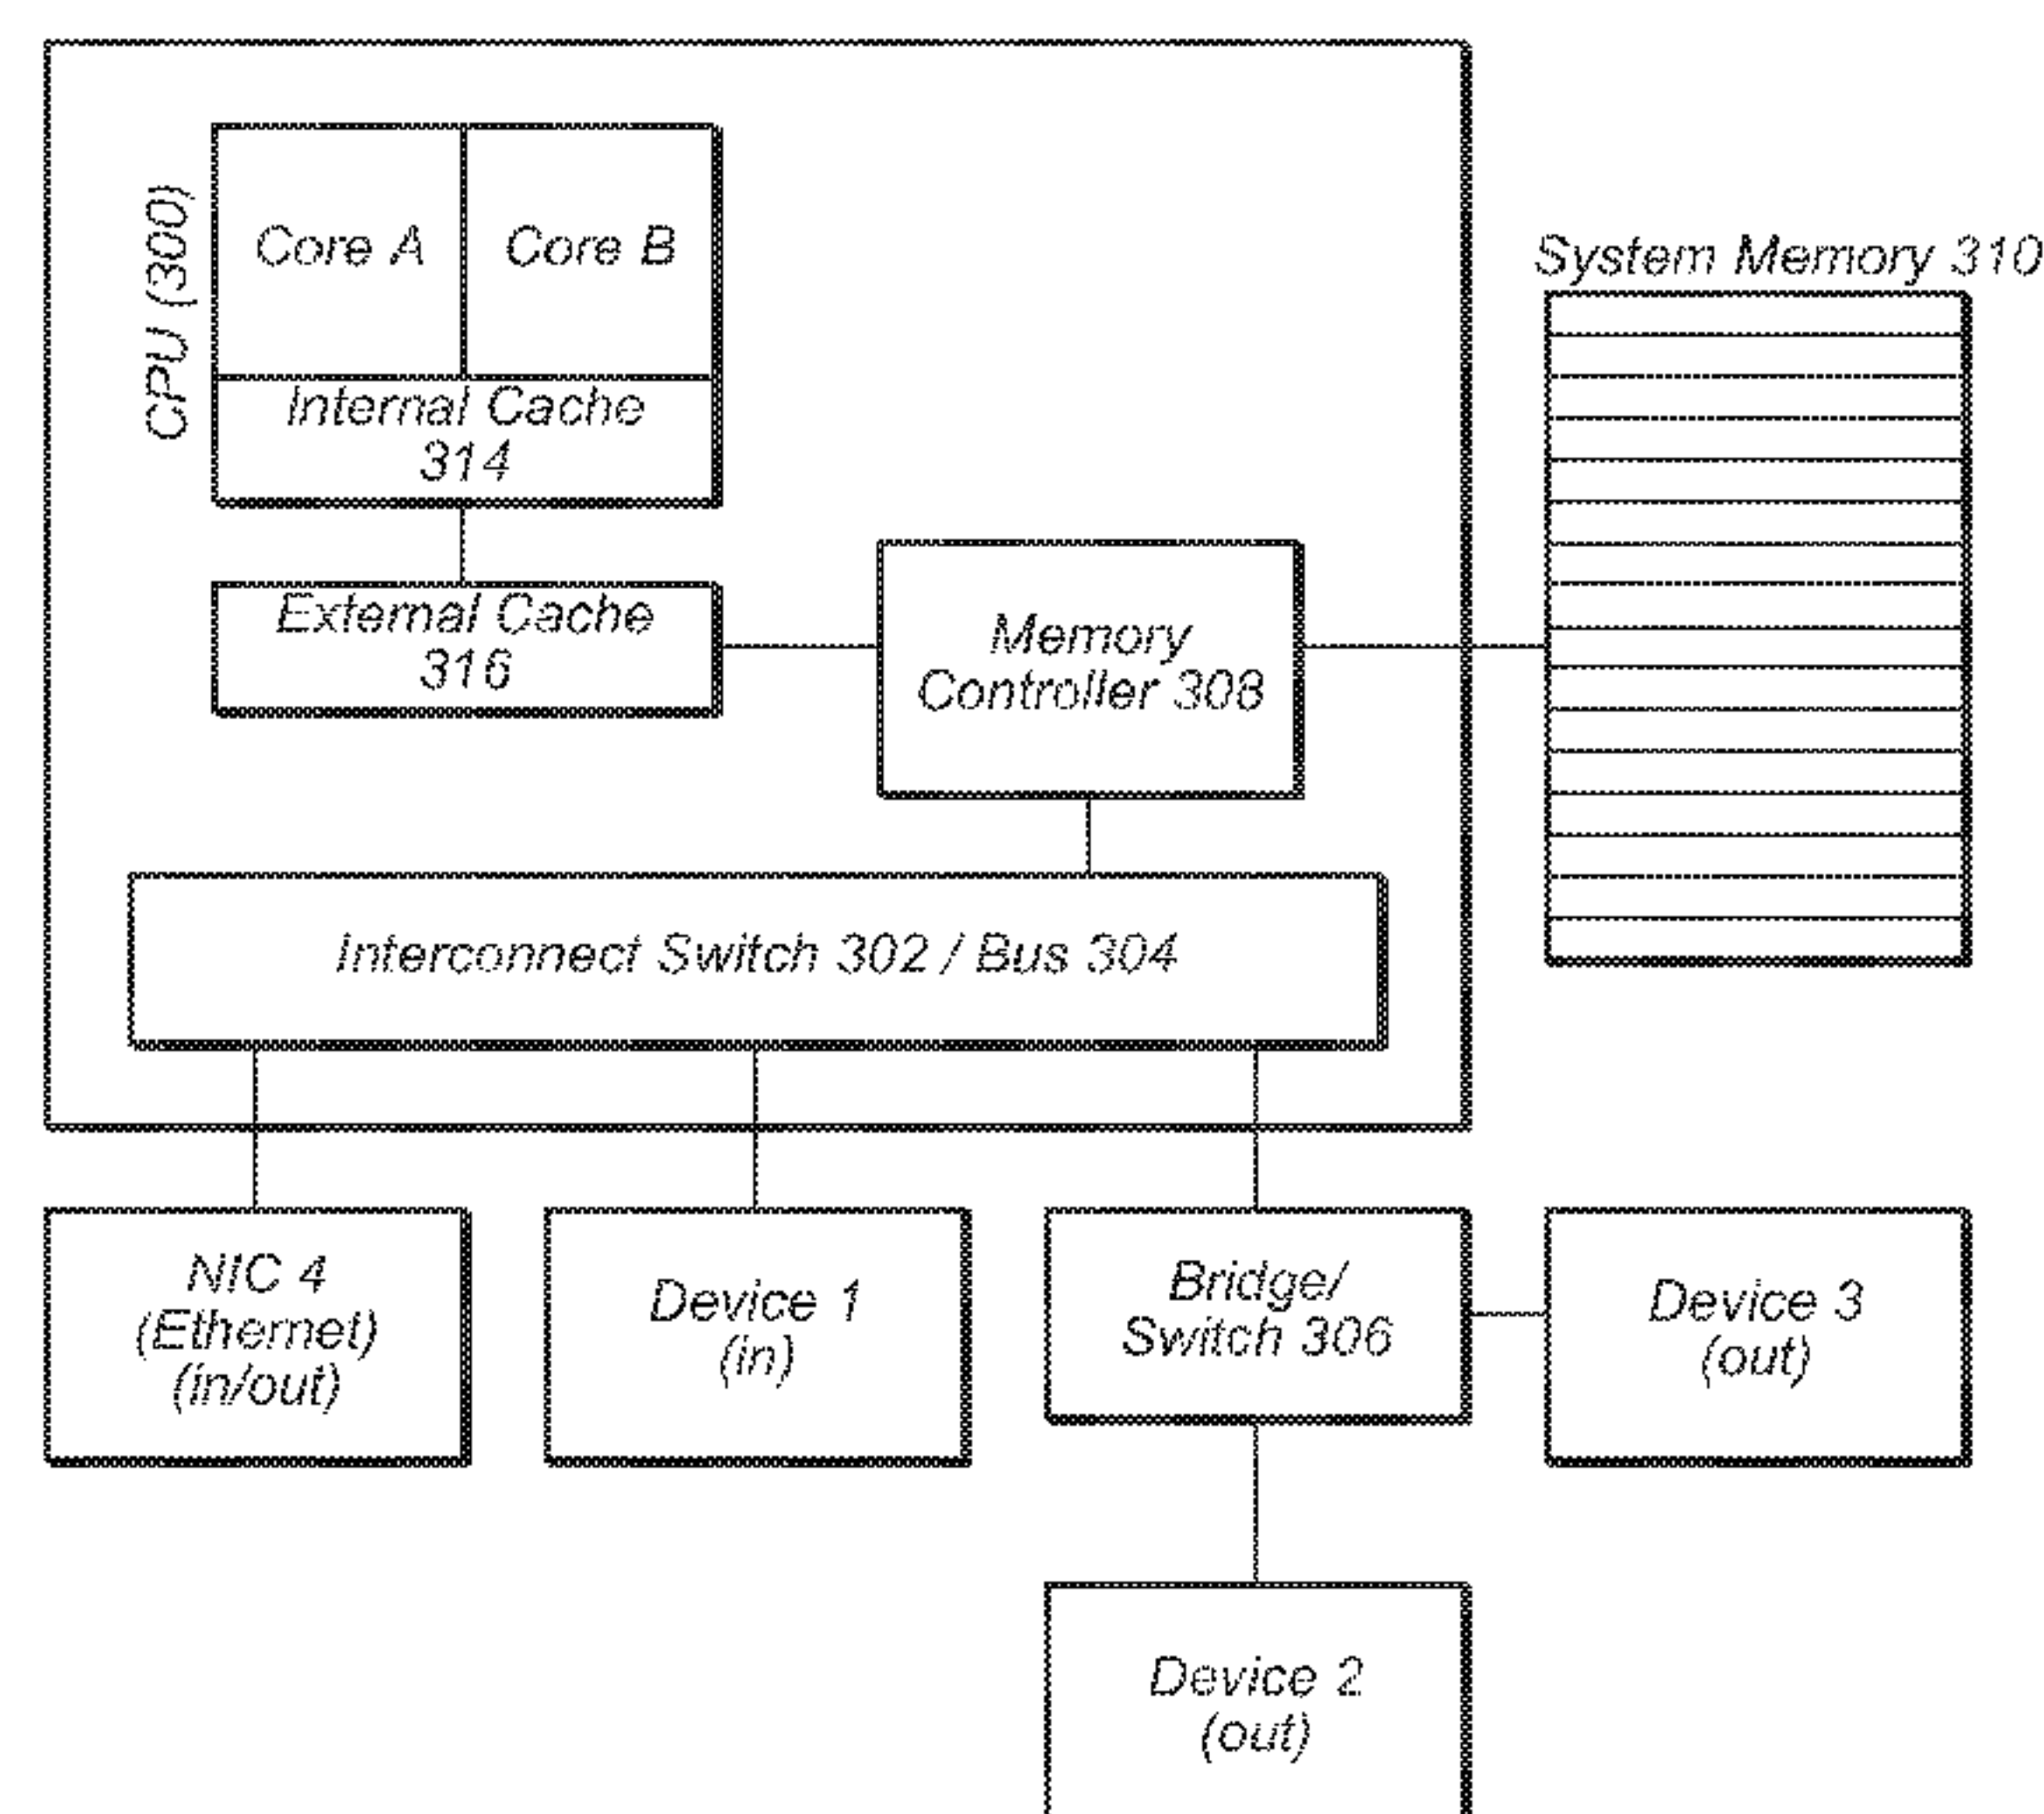 CPU (300)
Core A
Core B
Internal Cache
314
System Memory 310
External Cache
316
Memory
Controller 308
Interconnect Switch 302 / Bus 304
NIC 4
(Ethernet)
(in/out)
Device 1
(in)
Bridge/
Switch 306
Device 3
(out)
Device 2
(out)